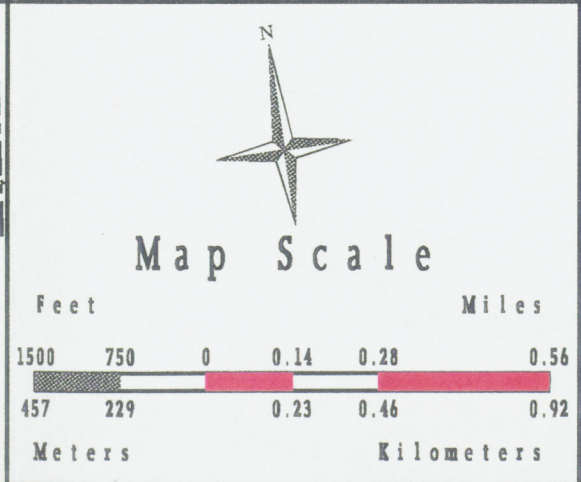 N
Map Scale
Feet Miles
1500 750 0 0.14 0.28 0.56
457 229 0.23 0.46 0.92
Meters Kilometers